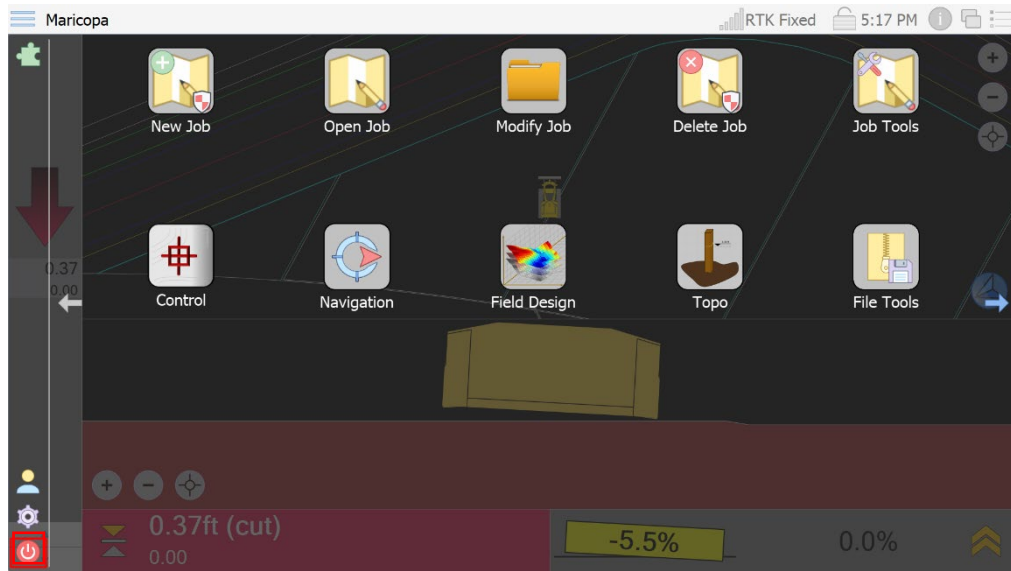 Maricopa
RTK Fixed
5:17 PM
New Job
Open Job
Modify Job
Delete Job
Job Tools
0.37
0.00
Control
Navigation
Field Design
Topo
File Tools
0.37ft (cut)
0.00
-5.5%
0.0%